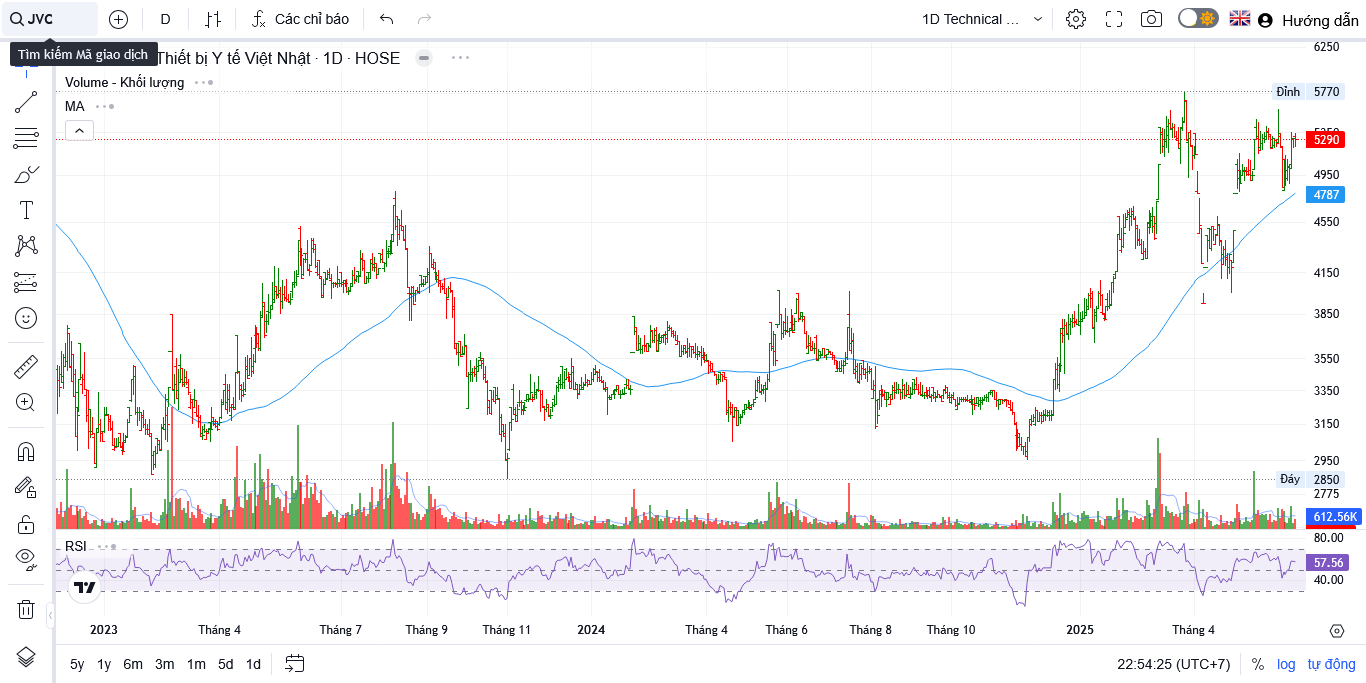 JVC
D
Các chỉ báo
1D Technical ...
Hướng dẫn
Tìm kiếm Mã giao dịch
Thiết bị Y tế Việt Nhật · 1D · HOSE
Volume - Khối lượng
MA
6250
Đỉnh 5770
5290
4950
4787
4550
4150
3850
3550
3350
3150
2950
Đáy 2850
2775
612.56K
RSI
80.00
57.56
40.00
2023
Tháng 4
Tháng 7
Tháng 9
Tháng 11
2024
Tháng 4
Tháng 6
Tháng 8
Tháng 10
2025
Tháng 4
5y 1y 6m 3m 1m 5d 1d
22:54:25 (UTC+7)
% log tự động